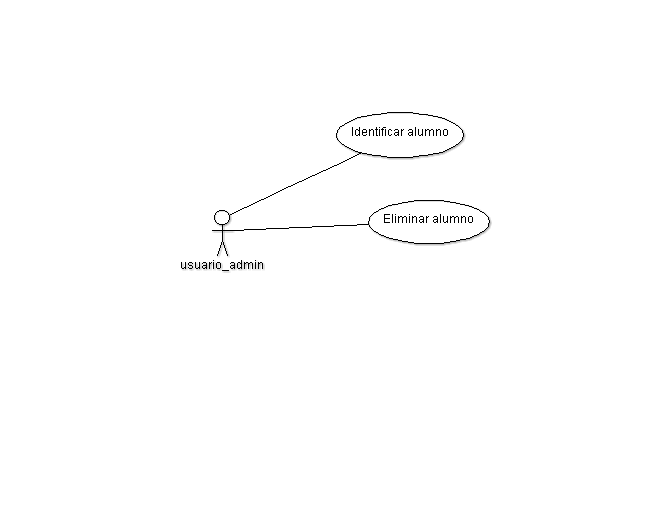 Identificar alumno
Eliminar alumno
usuario_admin